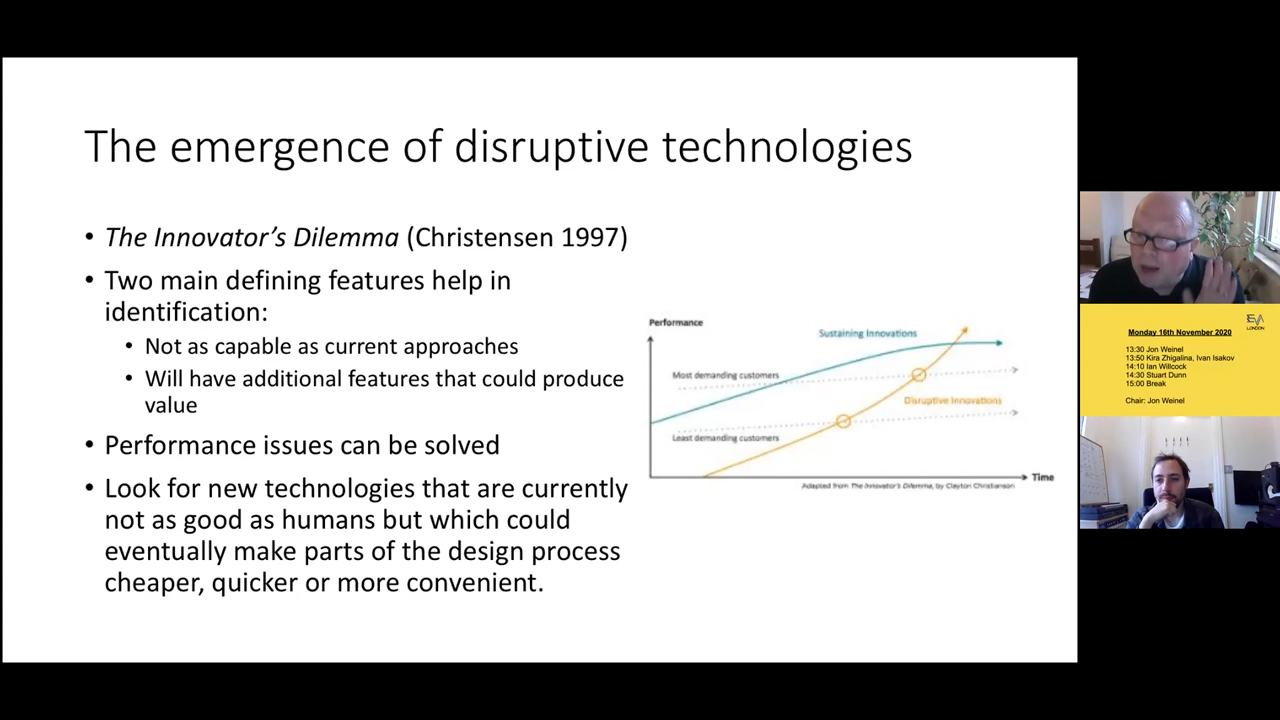 The emergence of disruptive technologies
• The Innovator’s Dilemma (Christensen 1997)
• Two main defining features help in
identification:
• Not as capable as current approaches
• Will have additional features that could produce
value
• Performance issues can be solved
• Look for new technologies that are currently
not as good as humans but which could
eventually make parts of the design process
cheaper, quicker or more convenient.
Performance
Sustaining Innovations
Most demanding customers
Disruptive Innovations
Least demanding customers
Time
Adapted from The Innovator's Dilemma, by Clayton Christianson
EVA
LONDON
Monday 16th November 2020
13:30 Jon Weinel
13:50 Kira Zhigalina, Ivan Isakov
14:10 Ian Willcock
14:30 Stuart Dunn
15:00 Break
Chair: Jon Weinel